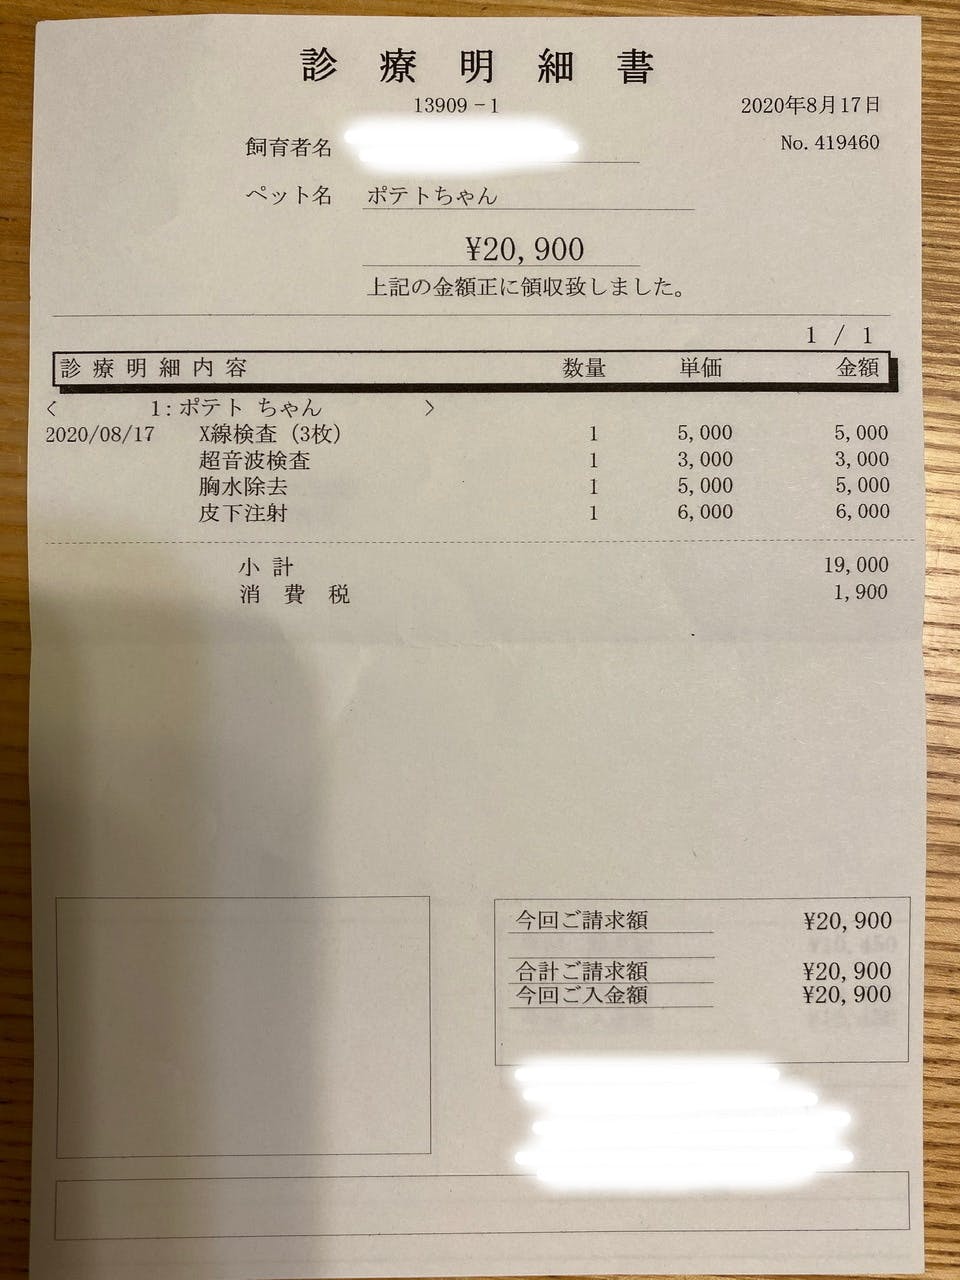 診療明細書
13909-1
2020年8月17日
飼育者名
No.419460
ペット名 ポテトちゃん
¥20,900
上記の金額正に領収致しました。
1 / 1
診療明細内容 数量 単価 金額
< 1:ポテト ちゃん >
2020/08/17 X線検査 (3枚) 1 5,000 5,000
超音波検査 1 3,000 3,000
胸水除去 1 5,000 5,000
皮下注射 1 6,000 6,000
小計 19,000
消費税 1,900
今回ご請求額 ¥20,900
合計ご請求額 ¥20,900
今回ご入金額 ¥20,900